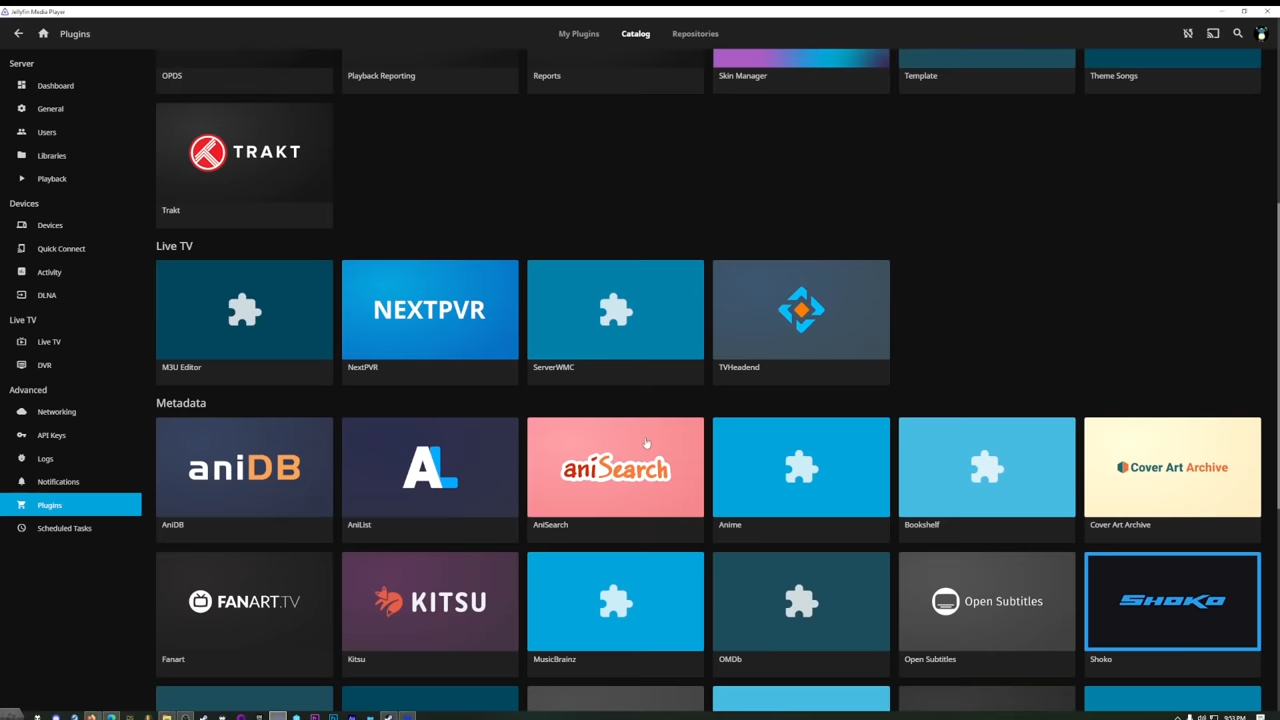 Jellyfin Media Player
Plugins
My Plugins
Catalog
Repositories
Server
Dashboard
General
Users
Libraries
Playback
Devices
Devices
Quick Connect
Activity
DLNA
Live TV
Live TV
DVR
Advanced
Networking
API Keys
Logs
Notifications
Plugins
Scheduled Tasks
OPDS
Playback Reporting
Reports
Skin Manager
Template
Theme Songs
TRAKT
Trakt
Live TV
NEXTPVR
M3U Editor
NextPVR
ServerWMC
TVHeadend
Metadata
aniDB
AL
aniSearch
Cover Art Archive
AniDB
AniList
AniSearch
Anime
Bookshelf
Cover Art Archive
FANART.TV
KITSU
Open Subtitles
SHOKO
Fanart
Kitsu
MusicBrainz
OMDb
Open Subtitles
Shoko
9:53 PM